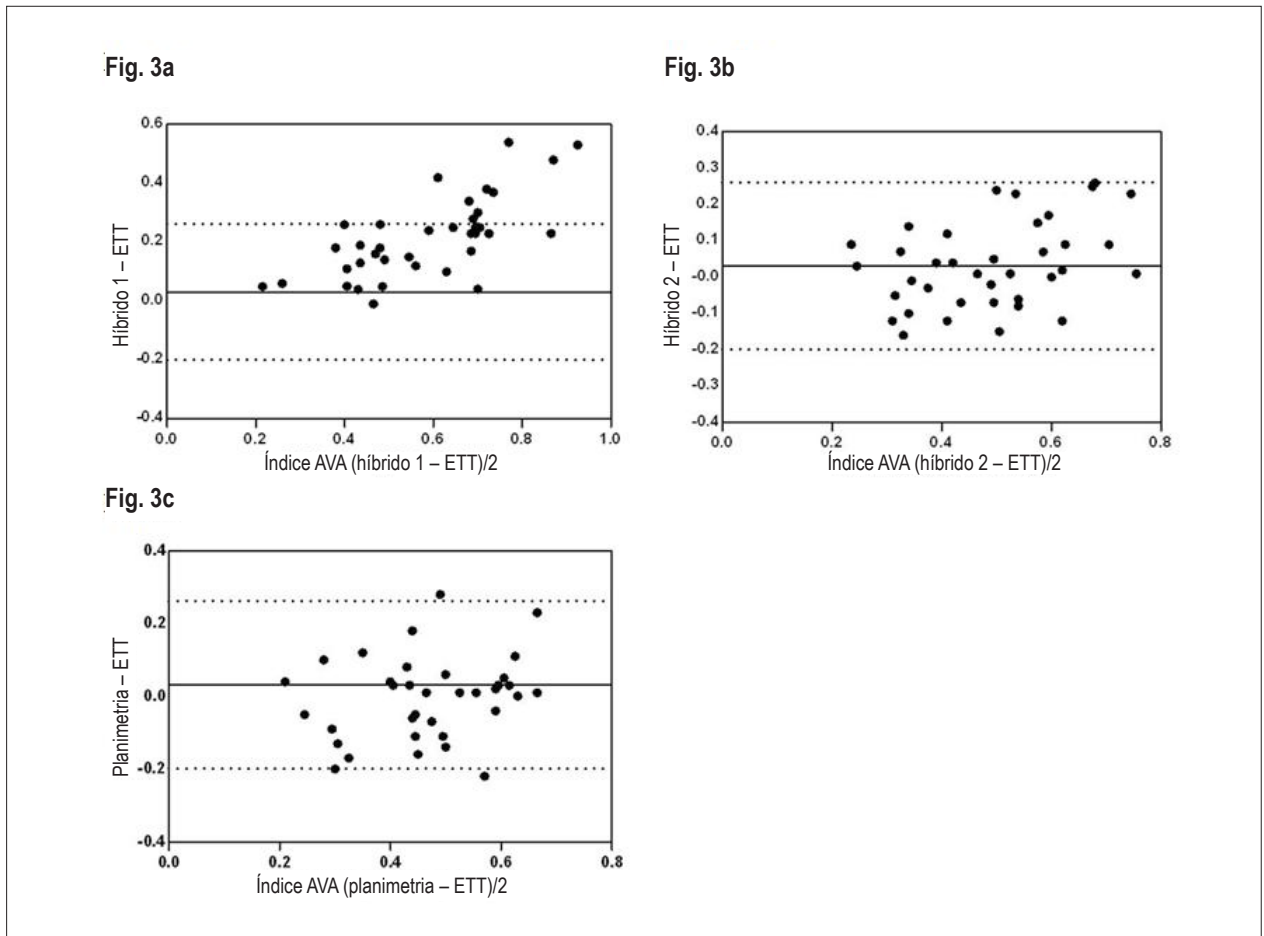 Fig. 3a
Híbrido 1 – ETT
0.6
0.4
0.2
0.0
-0.2
-0.4
0.0 0.2 0.4 0.6 0.8 1.0
Índice AVA (híbrido 1 – ETT)/2
Fig. 3b
Híbrido 2 – ETT
0.4
0.3
0.2
0.1
-0.0
-0.1
-0.2
-0.3
-0.4
0.0 0.2 0.4 0.6 0.8
Índice AVA (híbrido 2 – ETT)/2
Fig. 3c
Planimetria – ETT
0.4
0.2
0.0
-0.2
-0.4
0.0 0.2 0.4 0.6 0.8
Índice AVA (planimetria – ETT)/2